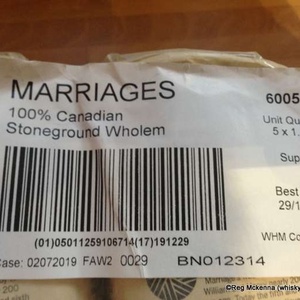 MARRIAGES 6005
100% Canadian Unit Qu
Stoneground Wholem 5 x 1.
Sup
Best
29/1
(01)05011259106714(17)191229 WHM Co
Case: 02072019 FAW2 0029 BN012314
200
©Reg Mckenna (whisky